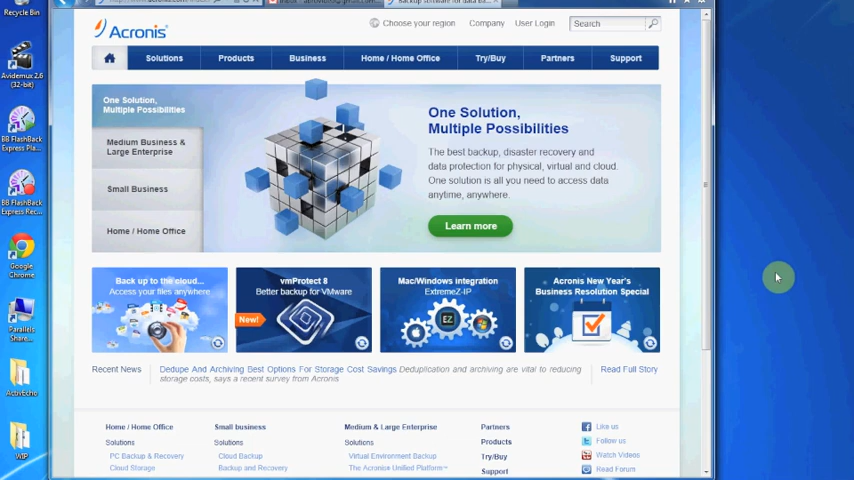 Recycle Bin
Avidemux 2.6
(32-bit)
BB FlashBack
Express Pla...
BB FlashBack
Express Rec...
Google
Chrome
Parallels
Share...
ActivEcho
WIP
Acronis
Choose your region
Company
User Login
Search
Solutions
Products
Business
Home / Home Office
Try/Buy
Partners
Support
One Solution,
Multiple Possibilities
Medium Business &
Large Enterprise
Small Business
Home / Home Office
One Solution,
Multiple Possibilities
The best backup, disaster recovery and
data protection for physical, virtual and cloud.
One solution is all you need to access data
anytime, anywhere.
Learn more
Back up to the cloud...
Access your files anywhere
vmProtect 8
Better backup for VMware
New!
Mac/Windows integration
ExtremeZ-IP
EZ
Acronis New Year's
Business Resolution Special
Recent News
Dedupe And Archiving Best Options For Storage Cost Savings Deduplication and archiving are vital to reducing
storage costs, says a recent survey from Acronis
Read Full Story
Home / Home Office
Solutions
PC Backup & Recovery
Cloud Storage
Small business
Solutions
Cloud Backup
Backup and Recovery
Medium & Large Enterprise
Solutions
Virtual Environment Backup
The Acronis Unified Platform™
Partners
Products
Try/Buy
Support
Like us
Follow us
Watch Videos
Read Forum